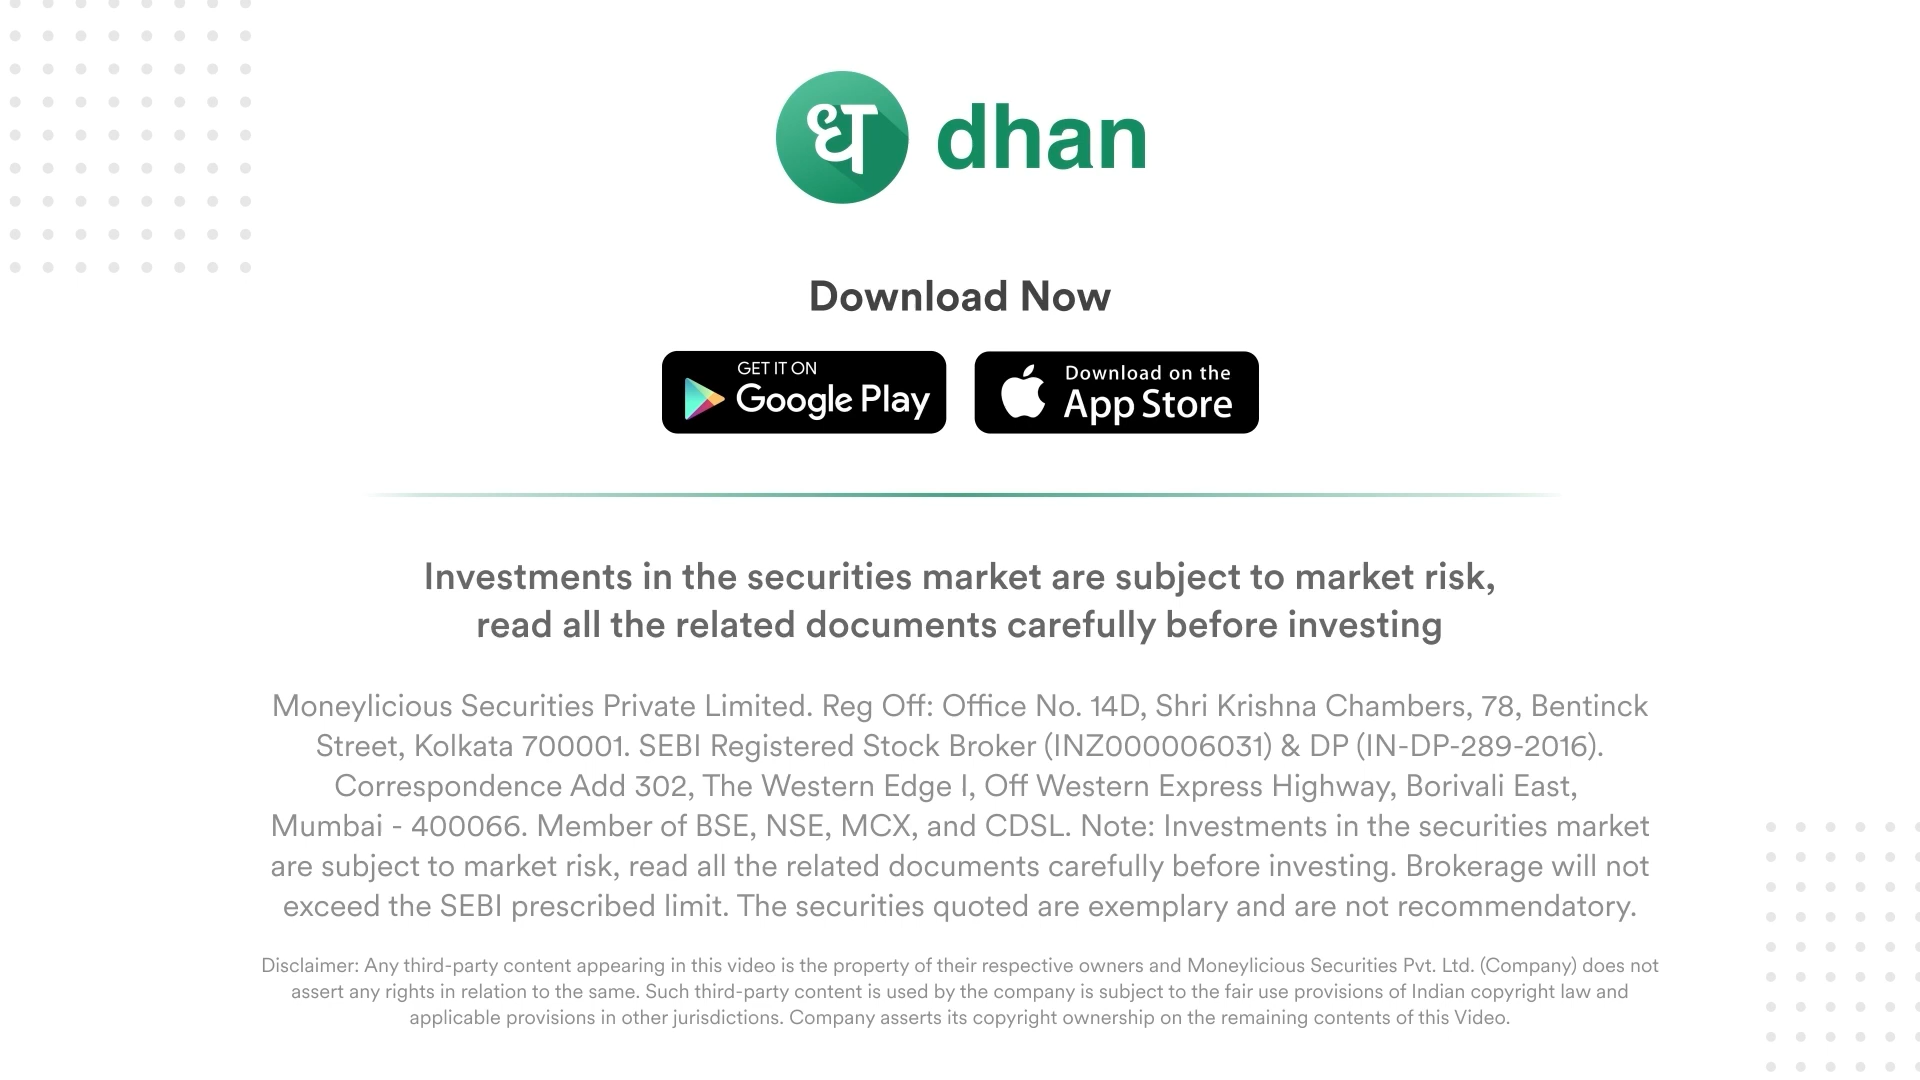 ध dhan
Download Now
GET IT ON
Google Play
Download on the
App Store
Investments in the securities market are subject to market risk,
read all the related documents carefully before investing
Moneylicious Securities Private Limited. Reg Off: Office No. 14D, Shri Krishna Chambers, 78, Bentinck
Street, Kolkata 700001. SEBI Registered Stock Broker (INZ000006031) & DP (IN-DP-289-2016).
Correspondence Add 302, The Western Edge I, Off Western Express Highway, Borivali East,
Mumbai - 400066. Member of BSE, NSE, MCX, and CDSL. Note: Investments in the securities market
are subject to market risk, read all the related documents carefully before investing. Brokerage will not
exceed the SEBI prescribed limit. The securities quoted are exemplary and are not recommendatory.
Disclaimer: Any third-party content appearing in this video is the property of their respective owners and Moneylicious Securities Pvt. Ltd. (Company) does not
assert any rights in relation to the same. Such third-party content is used by the company is subject to the fair use provisions of Indian copyright law and
applicable provisions in other jurisdictions. Company asserts its copyright ownership on the remaining contents of this Video.